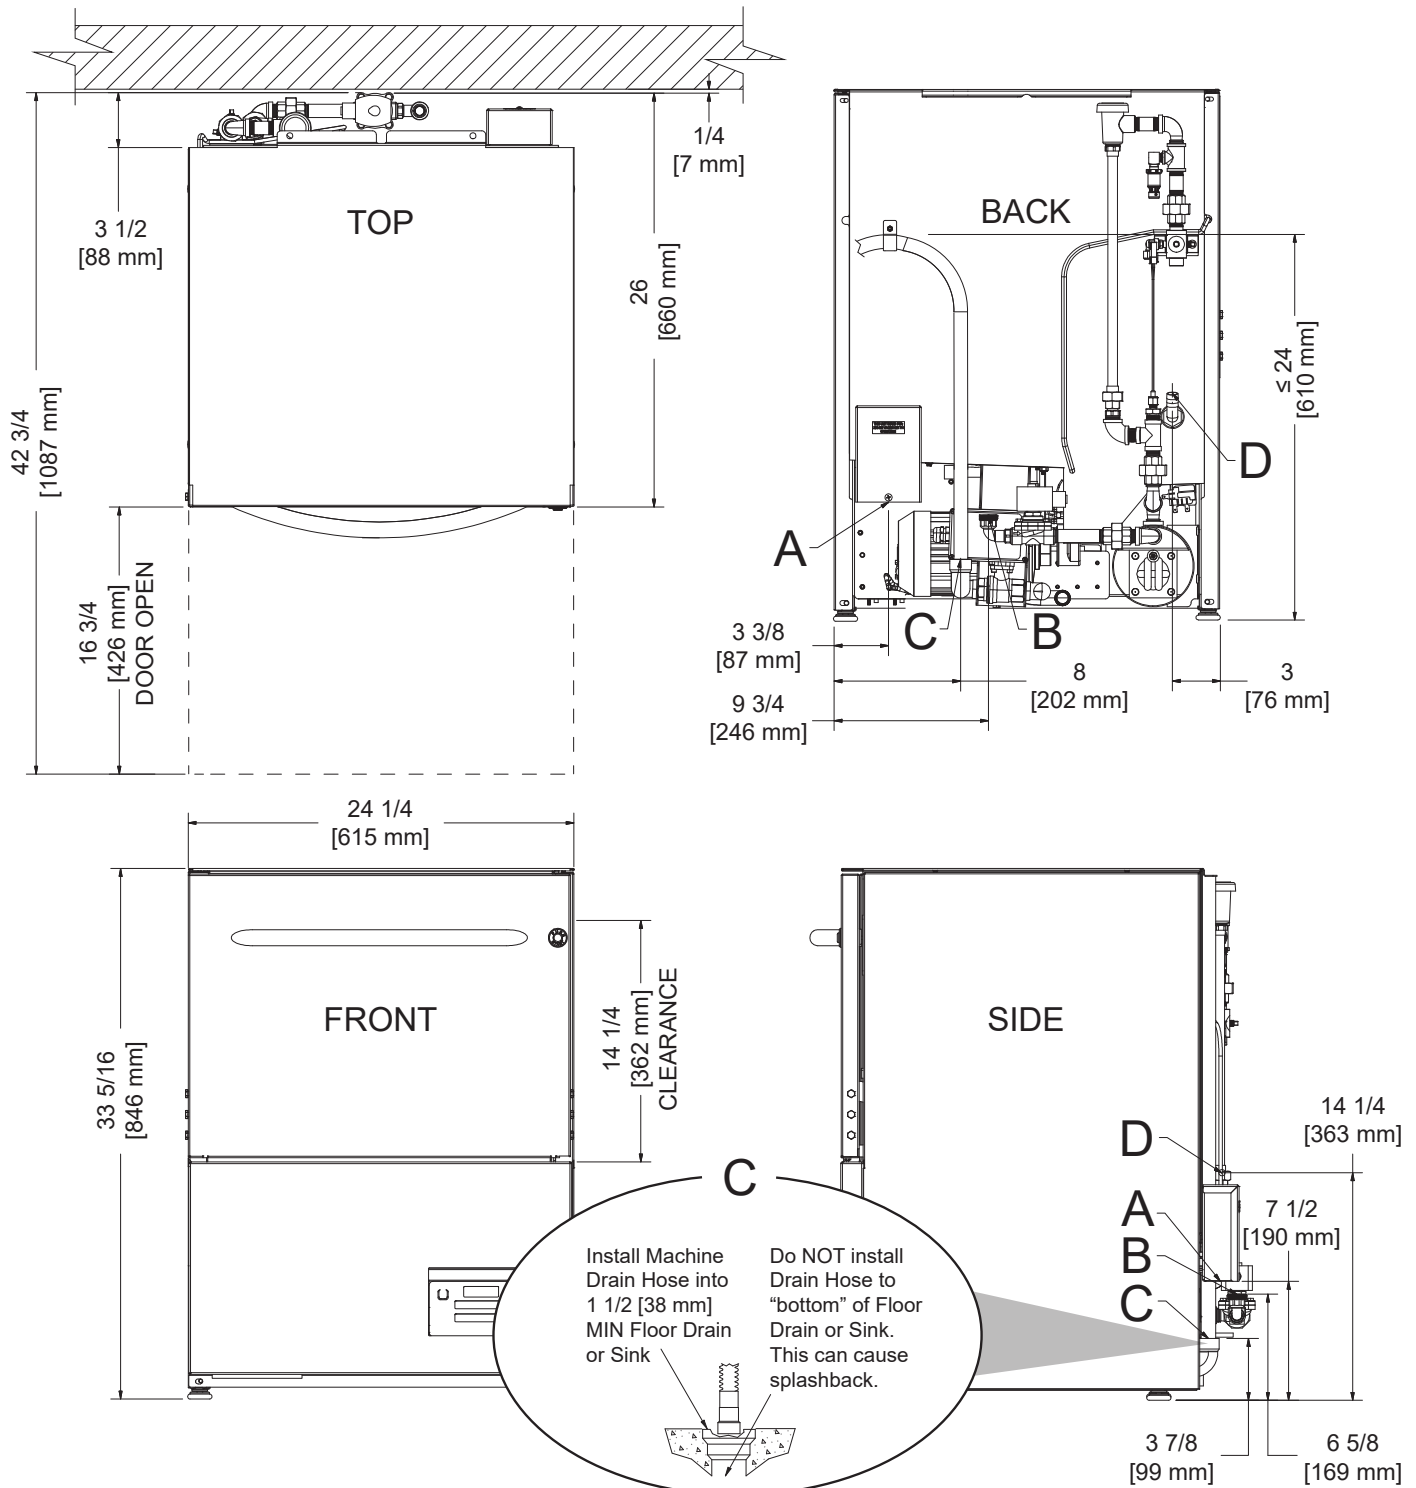 TOP
3 1/2
[88 mm]
1/4
[7 mm]
26
[660 mm]
42 3/4
[1087 mm]
16 3/4
[426 mm]
DOOR OPEN
BACK
≤ 24
[610 mm]
D
A
C
B
3 3/8
[87 mm]
8
[202 mm]
3
[76 mm]
9 3/4
[246 mm]
24 1/4
[615 mm]
FRONT
33 5/16
[846 mm]
14 1/4
[362 mm]
CLEARANCE
SIDE
14 1/4
[363 mm]
D
A
7 1/2
[190 mm]
B
C
3 7/8
[99 mm]
6 5/8
[169 mm]
C
Install Machine
Drain Hose into
1 1/2 [38 mm]
MIN Floor Drain
or Sink
Do NOT install
Drain Hose to
“bottom” of Floor
Drain or Sink.
This can cause
splashback.